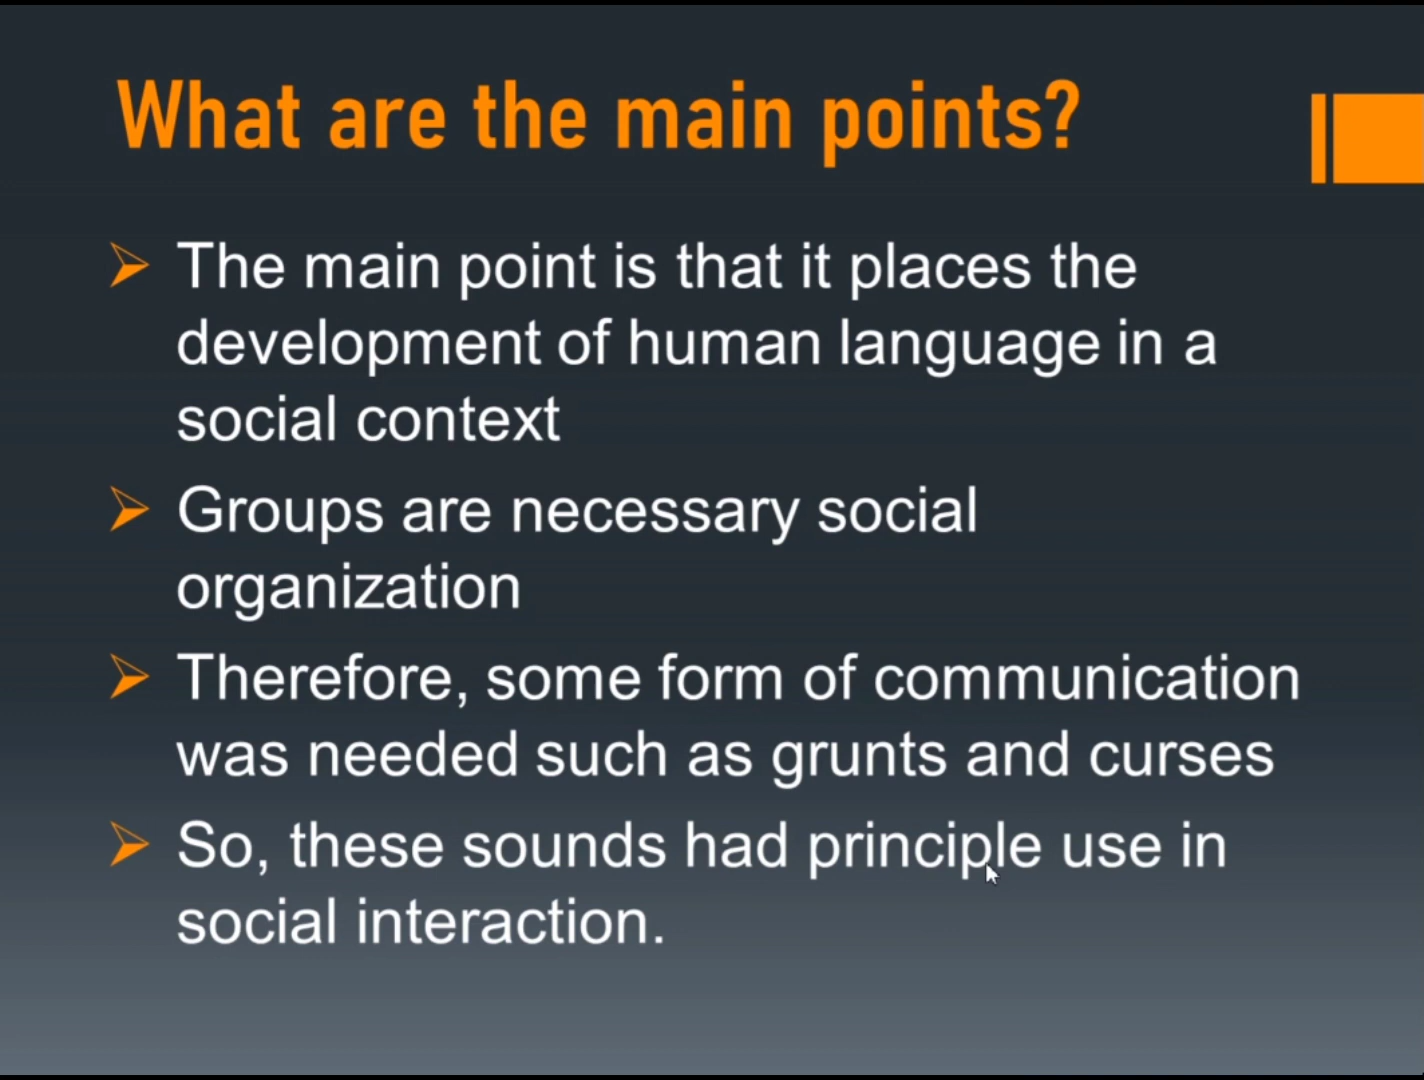 What are the main points?
The main point is that it places the
development of human language in a
social context
Groups are necessary social
organization
Therefore, some form of communication
was needed such as grunts and curses
So, these sounds had principle use in
social interaction.